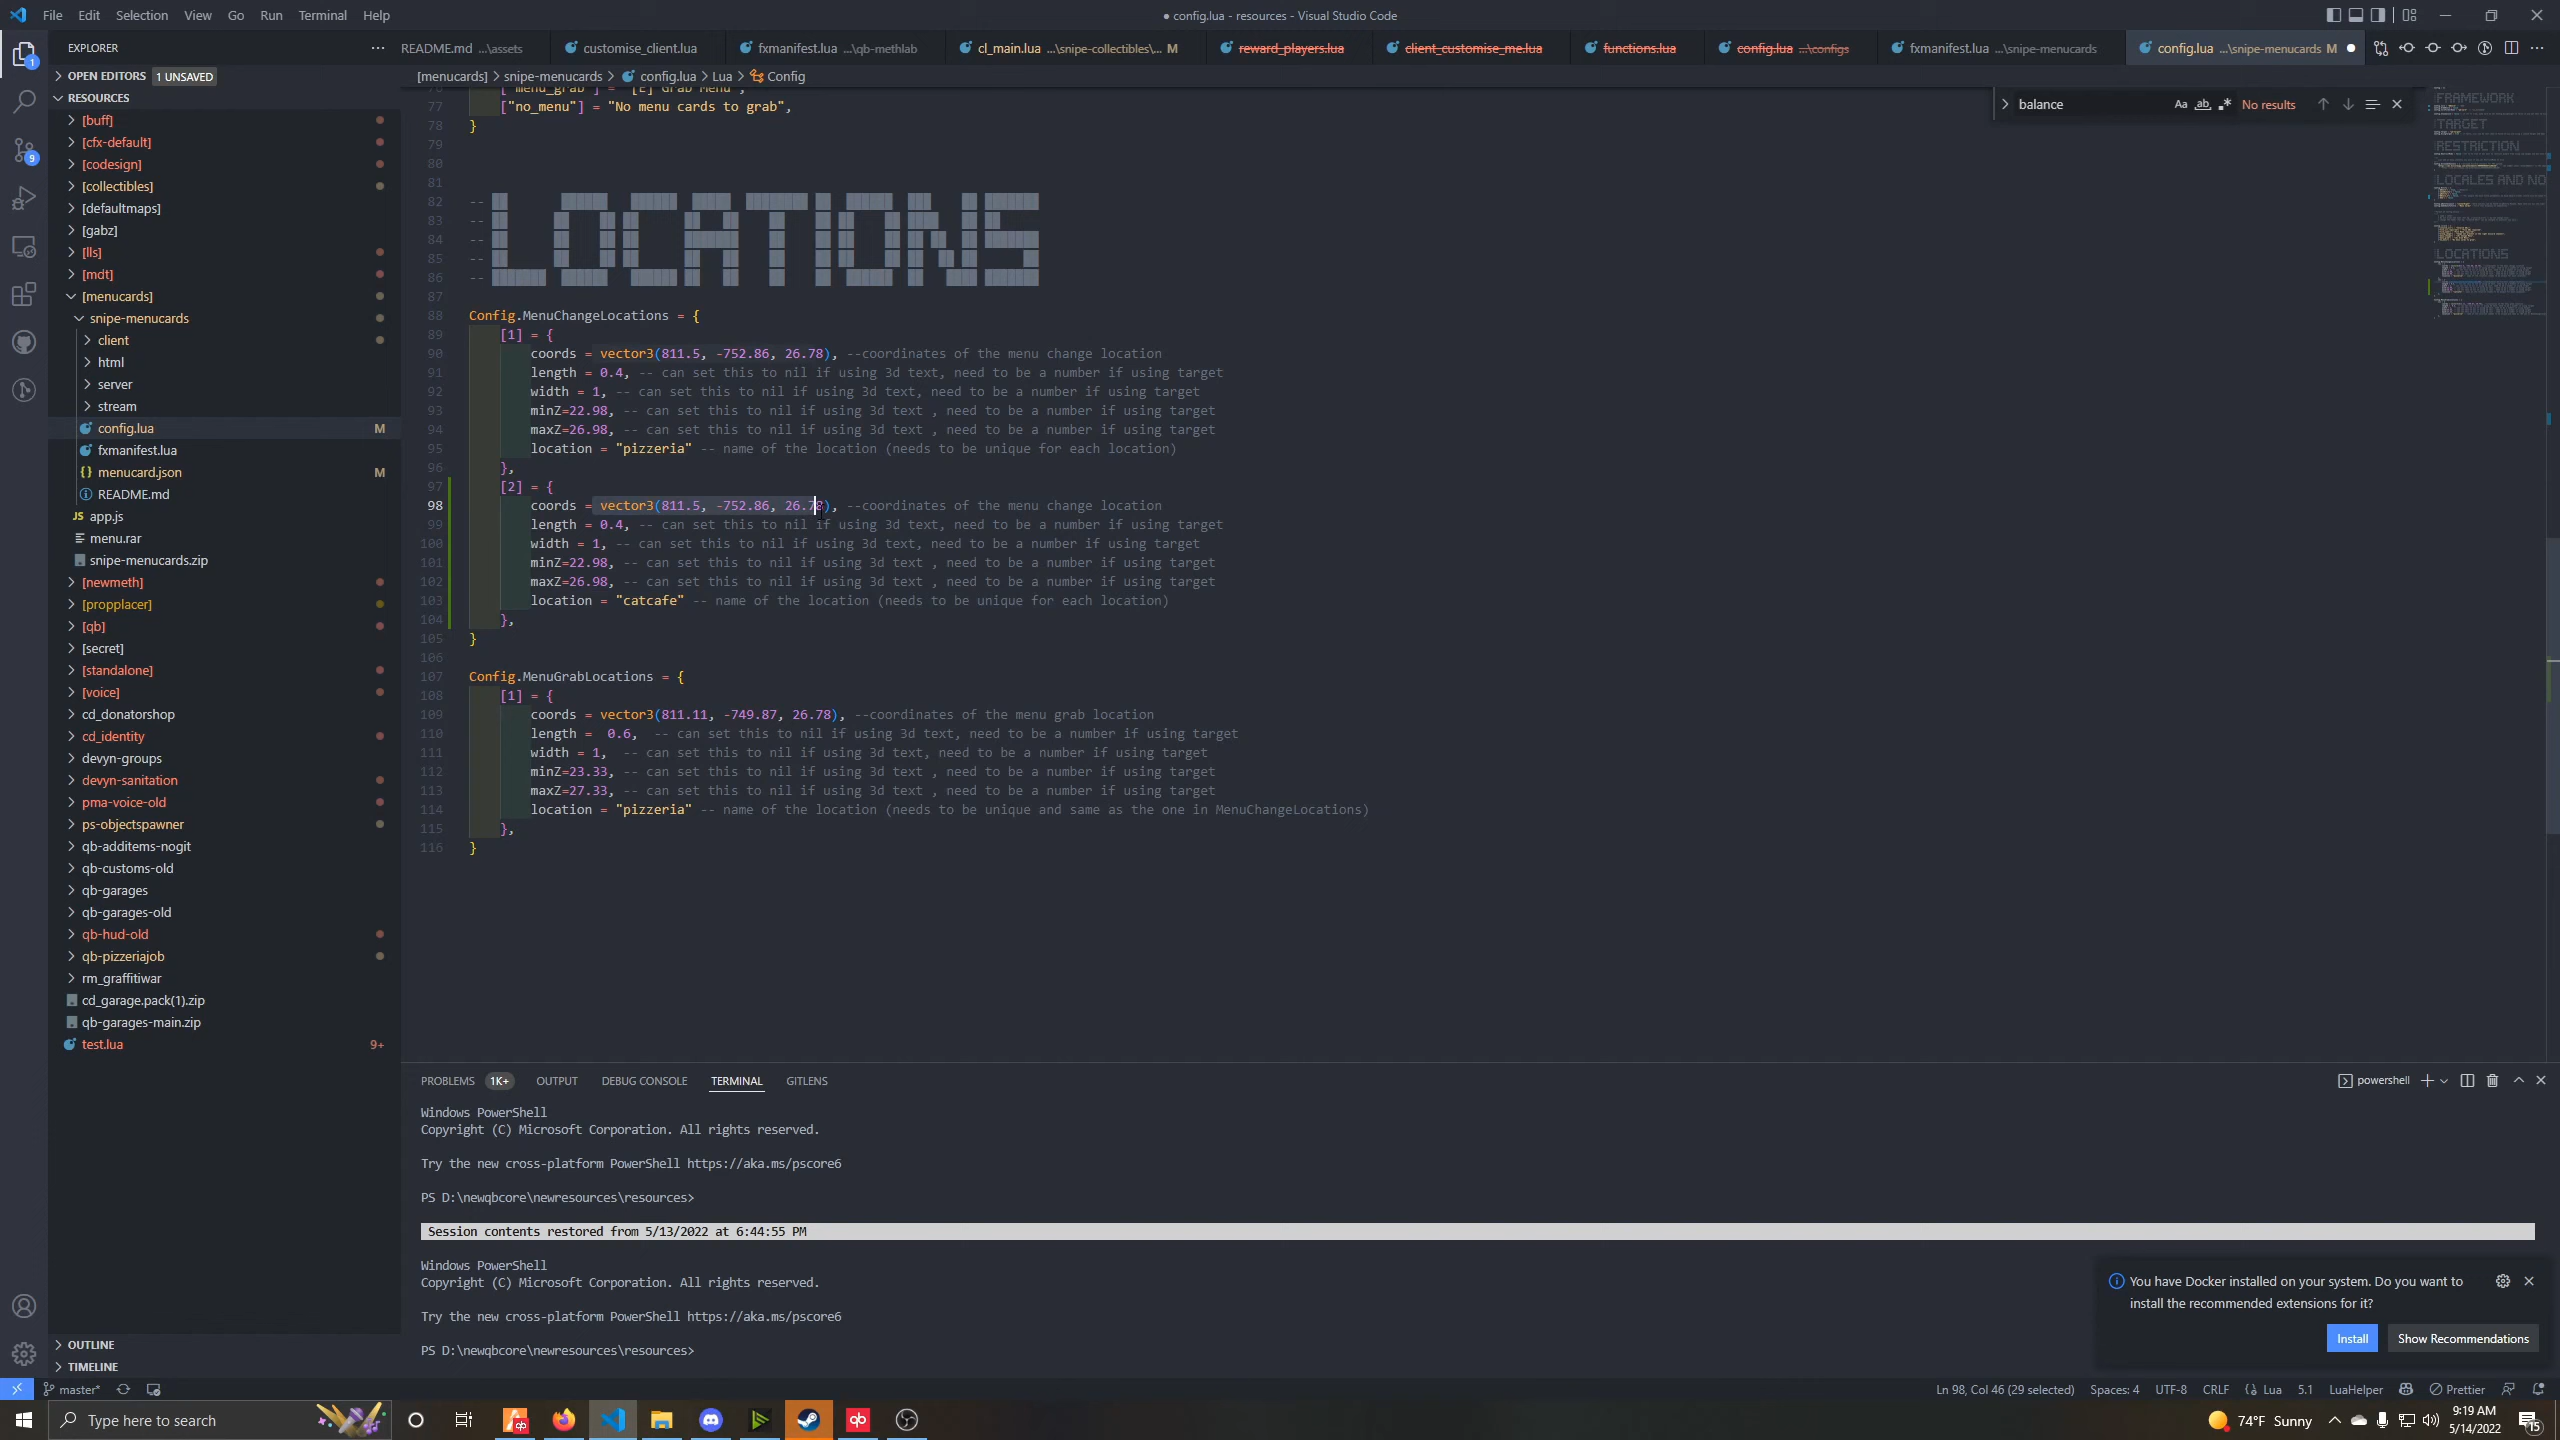 File Edit Selection View Go Run Terminal Help
● config.lua - resources - Visual Studio Code
EXPLORER
README.md ...\assets
customise_client.lua
fxmanifest.lua ...\qb-methlab
cl_main.lua ...\snipe-collectibles\... M
reward_players.lua
client_customise_me.lua
functions.lua
config.lua ...\configs
fxmanifest.lua ...\snipe-menucards
config.lua ...\snipe-menucards M
[menucards] > snipe-menucards > config.lua > Lua > Config
OPEN EDITORS 1 UNSAVED
RESOURCES
[buff]
[cfx-default]
[codesign]
[collectibles]
[defaultmaps]
[gabz]
[lls]
[mdt]
[menucards]
snipe-menucards
client
html
server
stream
config.lua M
fxmanifest.lua
menucard.json M
README.md
app.js
menu.rar
snipe-menucards.zip
[newmeth]
[propplacer]
[qb]
[secret]
[standalone]
[voice]
cd_donatorshop
cd_identity
devyn-groups
devyn-sanitation
pma-voice-old
ps-objectspawner
qb-additems-nogit
qb-customs-old
qb-garages
qb-garages-old
qb-hud-old
qb-pizzeriajob
rm_graffitiwar
cd_garage.pack(1).zip
qb-garages-main.zip
test.lua 9+
OUTLINE
TIMELINE
balance Aa ab No results
76 ["menu_grab"] = "[E] Grab Menu",
77 ["no_menu"] = "No menu cards to grab",
78 }
79
80
81
82 --
83 --
84 --
85 --
86 --
LOCATIONS
87
88 Config.MenuChangeLocations = {
89 [1] = {
90 coords = vector3(811.5, -752.86, 26.78), --coordinates of the menu change location
91 length = 0.4, -- can set this to nil if using 3d text, need to be a number if using target
92 width = 1, -- can set this to nil if using 3d text, need to be a number if using target
93 minZ=22.98, -- can set this to nil if using 3d text , need to be a number if using target
94 maxZ=26.98, -- can set this to nil if using 3d text , need to be a number if using target
95 location = "pizzeria" -- name of the location (needs to be unique for each location)
96 },
97 [2] = {
98 coords = vector3(811.5, -752.86, 26.78), --coordinates of the menu change location
99 length = 0.4, -- can set this to nil if using 3d text, need to be a number if using target
100 width = 1, -- can set this to nil if using 3d text, need to be a number if using target
101 minZ=22.98, -- can set this to nil if using 3d text , need to be a number if using target
102 maxZ=26.98, -- can set this to nil if using 3d text , need to be a number if using target
103 location = "catcafe" -- name of the location (needs to be unique for each location)
104 },
105 }
106
107 Config.MenuGrabLocations = {
108 [1] = {
109 coords = vector3(811.11, -749.87, 26.78), --coordinates of the menu grab location
110 length = 0.6, -- can set this to nil if using 3d text, need to be a number if using target
111 width = 1, -- can set this to nil if using 3d text, need to be a number if using target
112 minZ=23.33, -- can set this to nil if using 3d text , need to be a number if using target
113 maxZ=27.33, -- can set this to nil if using 3d text , need to be a number if using target
114 location = "pizzeria" -- name of the location (needs to be unique and same as the one in MenuChangeLocations)
115 },
116 }
FRAMEWORK
TARGET
RESTRICTION
LOCALES AND NO
LOCATIONS
PROBLEMS 1K+ OUTPUT DEBUG CONSOLE TERMINAL GITLENS
powershell
Windows PowerShell
Copyright (C) Microsoft Corporation. All rights reserved.
Try the new cross-platform PowerShell https://aka.ms/pscore6
PS D:\newqbcore\newresources\resources>
Session contents restored from 5/13/2022 at 6:44:55 PM
Windows PowerShell
Copyright (C) Microsoft Corporation. All rights reserved.
Try the new cross-platform PowerShell https://aka.ms/pscore6
PS D:\newqbcore\newresources\resources>
You have Docker installed on your system. Do you want to
install the recommended extensions for it?
Install Show Recommendations
master* Ln 98, Col 46 (29 selected) Spaces: 4 UTF-8 CRLF Lua 5.1 LuaHelper Prettier
Type here to search
74°F Sunny
9:19 AM
5/14/2022
15